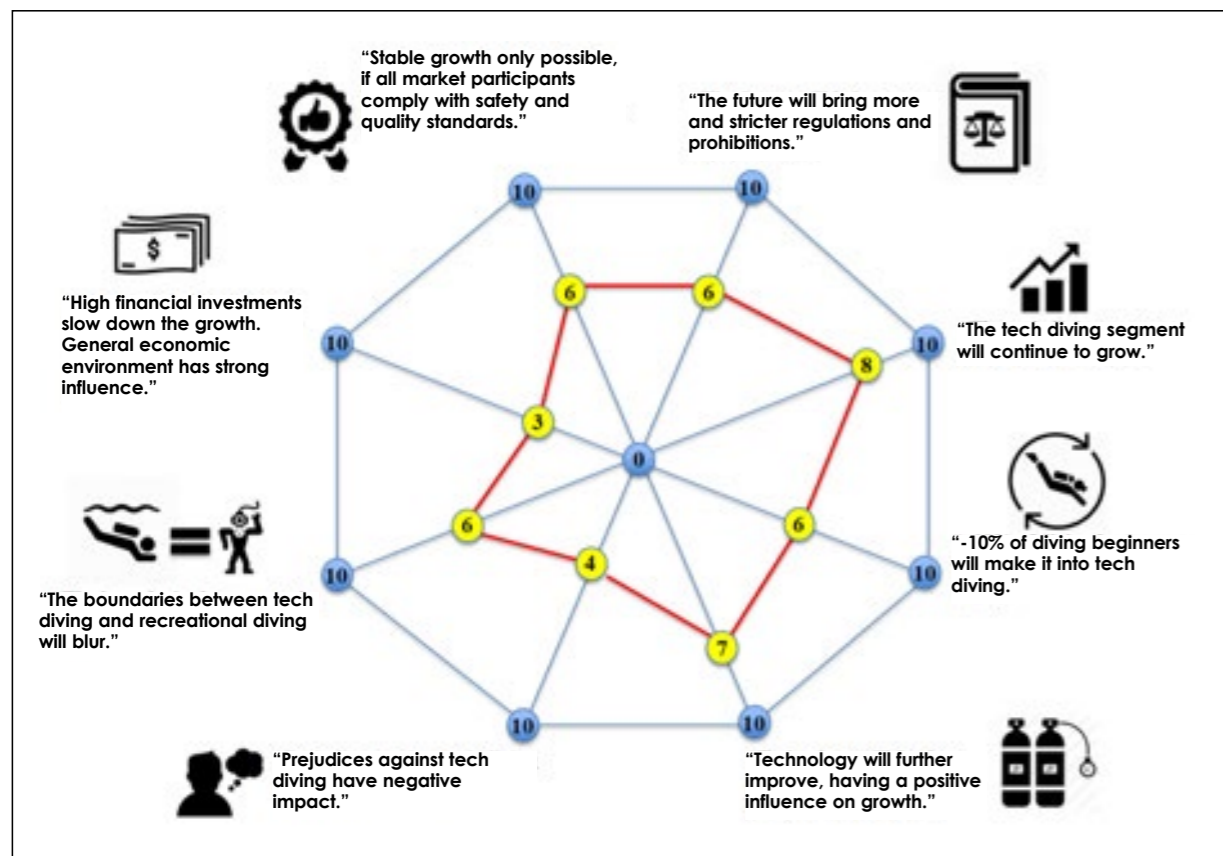 “Stable growth only possible,
if all market participants
comply with safety and
quality standards.”
“The future will bring more
and stricter regulations and
prohibitions.”
10
10
$
“High financial investments
slow down the growth.
General economic
environment has strong
influence.”
6
6
“The tech diving segment
will continue to grow.”
10
10
8
3
0
6
6
“-10% of diving beginners
will make it into tech
diving.”
4
10
10
“The boundaries between tech
diving and recreational diving
will blur.”
7
10
10
“Prejudices against tech
diving have negative
impact.”
“Technology will further
improve, having a positive
influence on growth.”